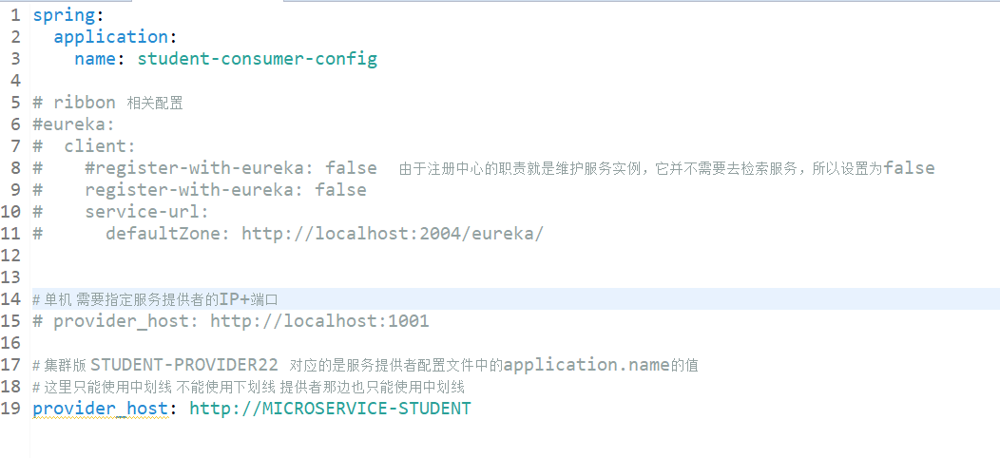 1 spring:
2   application:
3     name: student-consumer-config
4
5 # ribbon 相关配置
6 #eureka:
7 #  client:
8 #    #register-with-eureka: false  由于注册中心的职责就是维护服务实例，它并不需要去检索服务，所以设置为false
9 #    register-with-eureka: false
10 #    service-url:
11 #      defaultZone: http://localhost:2004/eureka/
12
13
14 # 单机 需要指定服务提供者的IP+端口
15 # provider_host: http://localhost:1001
16
17 # 集群版 STUDENT-PROVIDER22 对应的是服务提供者配置文件中的application.name的值
18 # 这里只能使用中划线 不能使用下划线 提供者那边也只能使用中划线
19 provider_host: http://MICROSERVICE-STUDENT